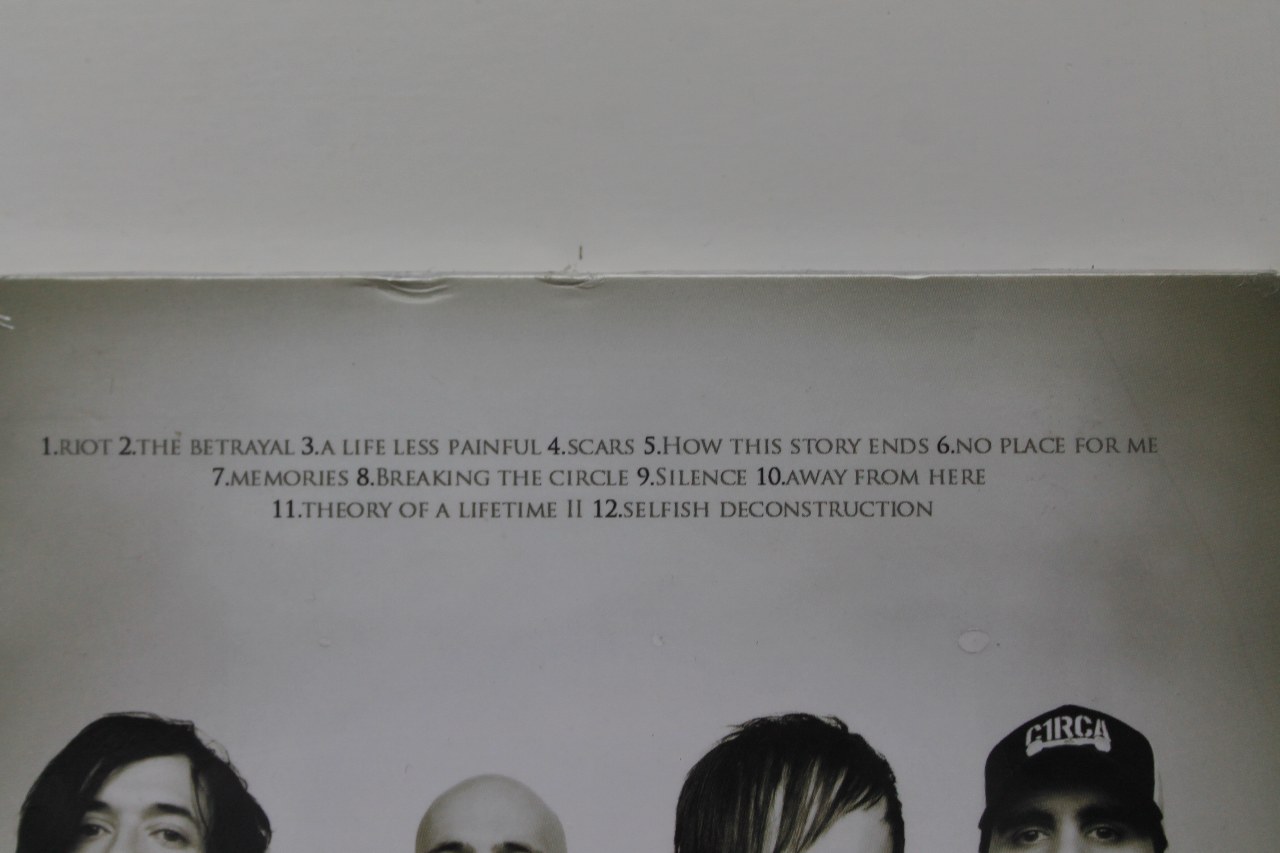 1.RIOT 2.THE BETRAYAL 3.A LIFE LESS PAINFUL 4.SCARS 5.HOW THIS STORY ENDS 6.NO PLACE FOR ME
7.MEMORIES 8.BREAKING THE CIRCLE 9.SILENCE 10.AWAY FROM HERE
11.THEORY OF A LIFETIME II 12.SELFISH DECONSTRUCTION
C1RCA